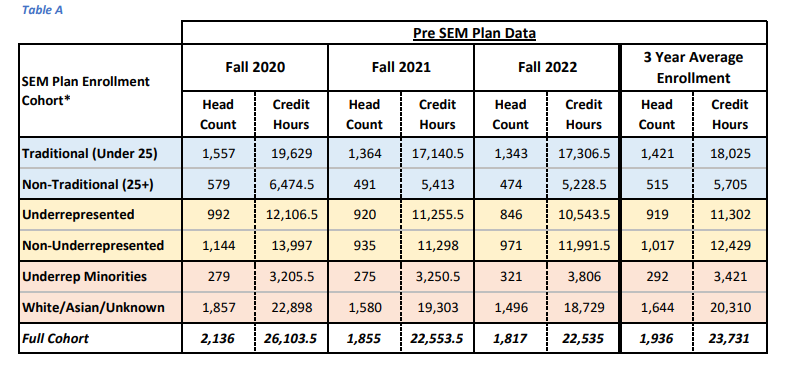 Table A
Pre SEM Plan Data
SEM Plan Enrollment
Cohort*
Fall 2020 Fall 2021 Fall 2022 3 Year Average
Enrollment
Head
Count Credit
Hours Head
Count Credit
Hours Head
Count Credit
Hours Head
Count Credit
Hours
Traditional (Under 25) 1,557 19,629 1,364 17,140.5 1,343 17,306.5 1,421 18,025
Non-Traditional (25+) 579 6,474.5 491 5,413 474 5,228.5 515 5,705
Underrepresented 992 12,106.5 920 11,255.5 846 10,543.5 919 11,302
Non-Underrepresented 1,144 13,997 935 11,298 971 11,991.5 1,017 12,429
Underrep Minorities 279 3,205.5 275 3,250.5 321 3,806 292 3,421
White/Asian/Unknown 1,857 22,898 1,580 19,303 1,496 18,729 1,644 20,310
Full Cohort 2,136 26,103.5 1,855 22,553.5 1,817 22,535 1,936 23,731